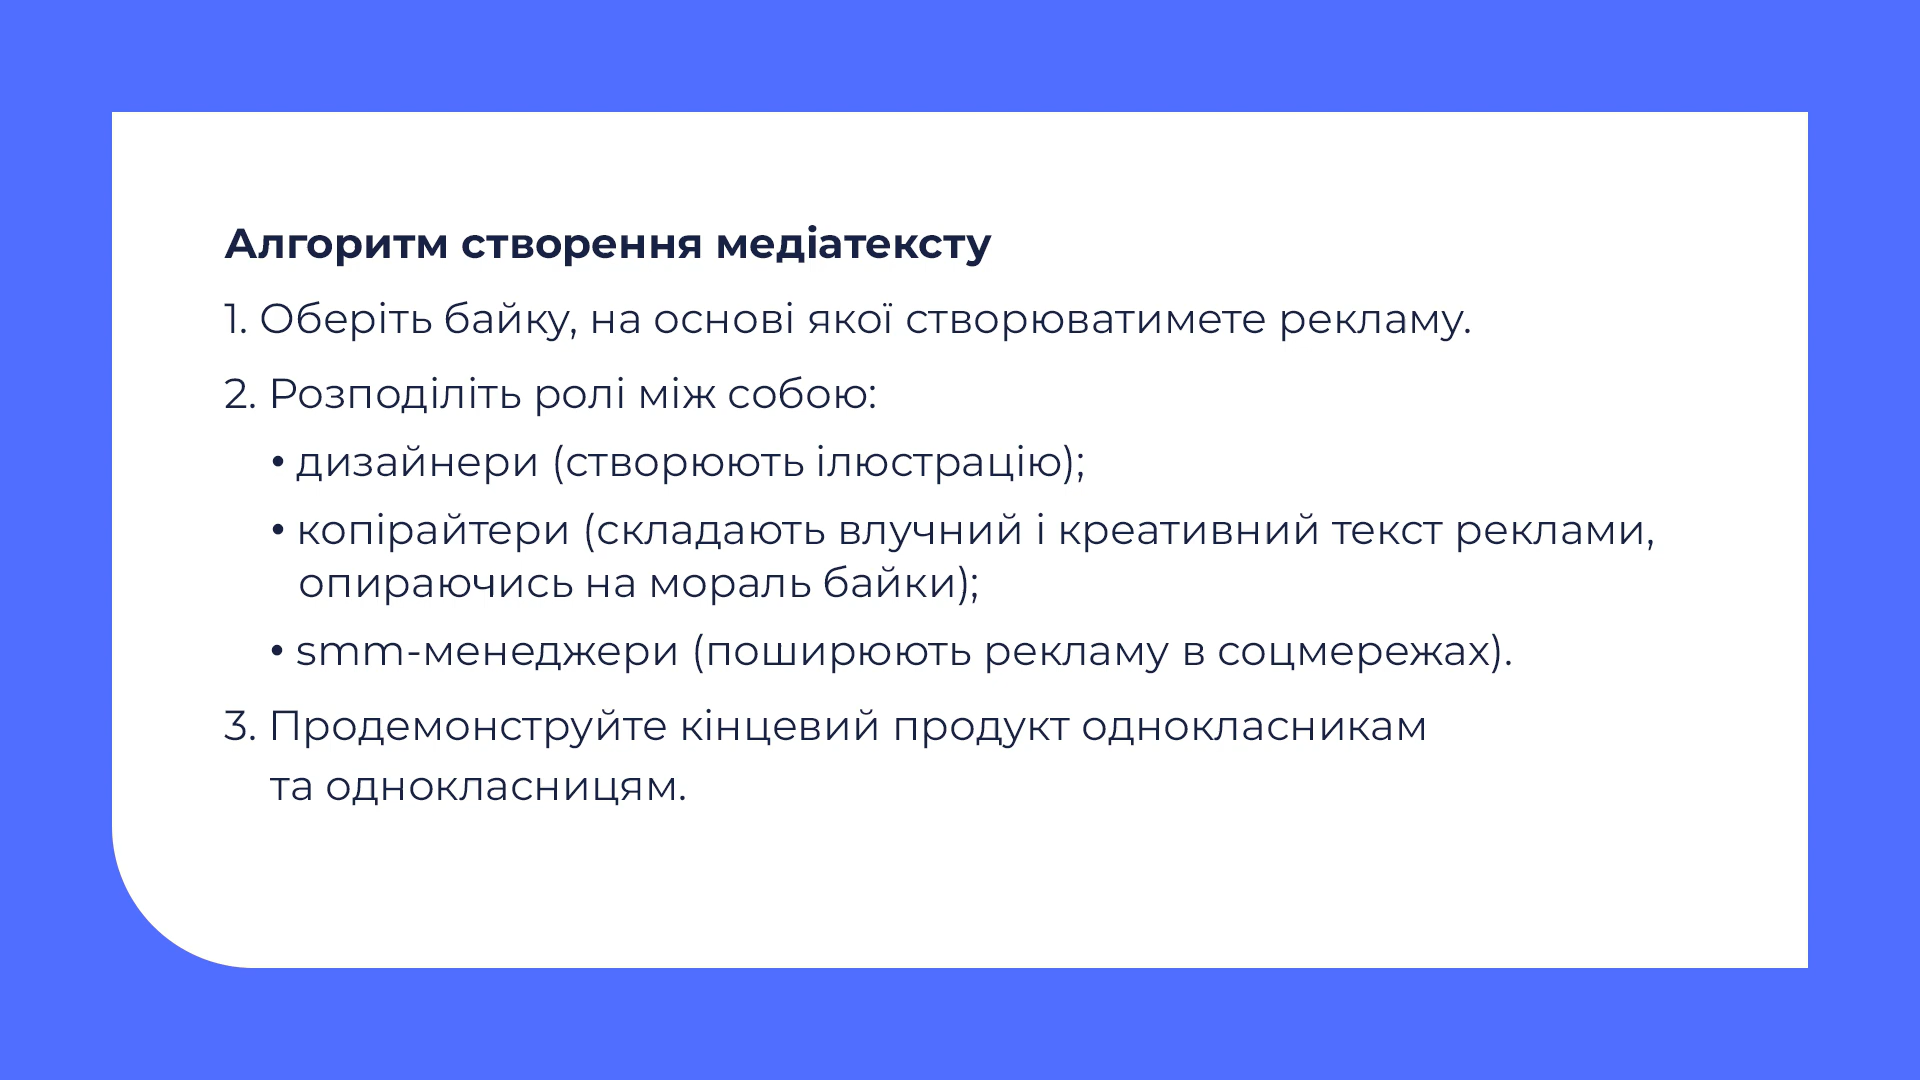 Алгоритм створення медіатексту
1. Оберіть байку, на основі якої створюватимете рекламу.
2. Розподіліть ролі між собою:
• дизайнери (створюють ілюстрацію);
• копірайтери (складають влучний і креативний текст реклами,
опираючись на мораль байки);
• smm-менеджери (поширюють рекламу в соцмережах).
3. Продемонструйте кінцевий продукт однокласникам
та однокласницям.